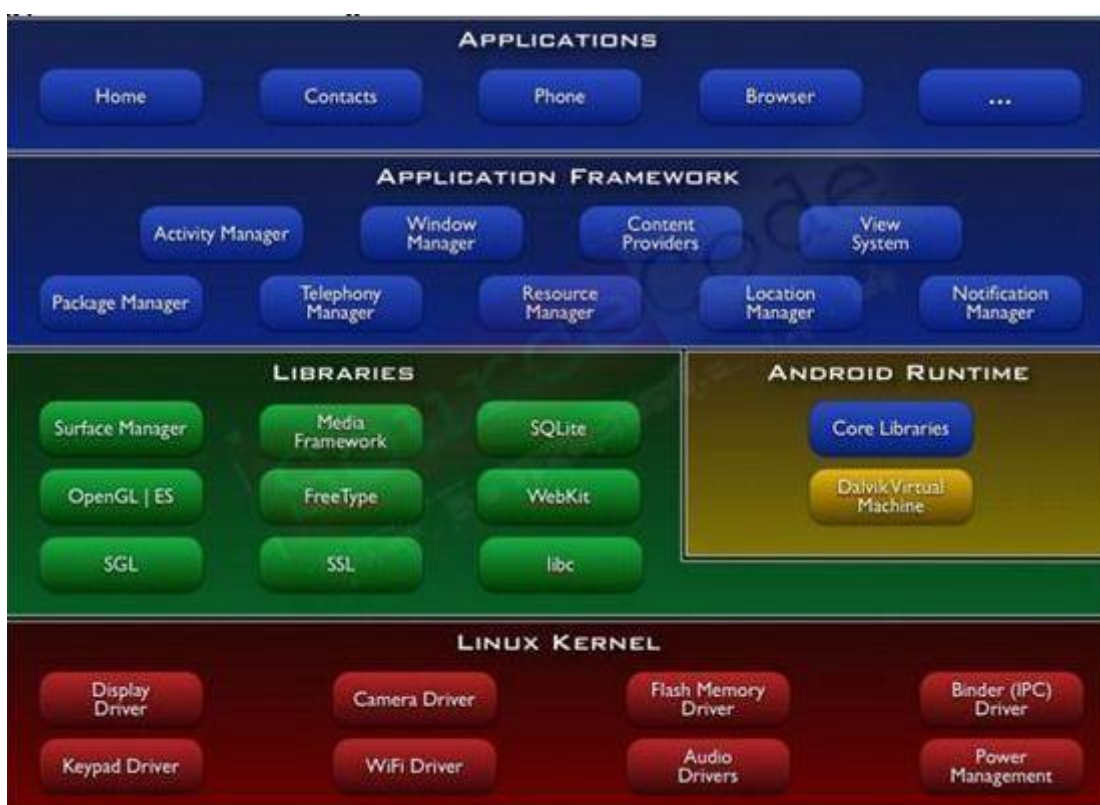 APPLICATIONS
Home
Contacts
Phone
Browser
...
APPLICATION FRAMEWORK
Activity Manager
Window
Manager
Content
Providers
View
System
Package Manager
Telephony
Manager
Resource
Manager
Location
Manager
Notification
Manager
LIBRARIES
ANDROID RUNTIME
Surface Manager
Media
Framework
SQLite
Core Libraries
OpenGL | ES
FreeType
WebKit
Dalvik Virtual
Machine
SGL
SSL
libc
LINUX KERNEL
Display
Driver
Camera Driver
Flash Memory
Driver
Binder (IPC)
Driver
Keypad Driver
WiFi Driver
Audio
Drivers
Power
Management